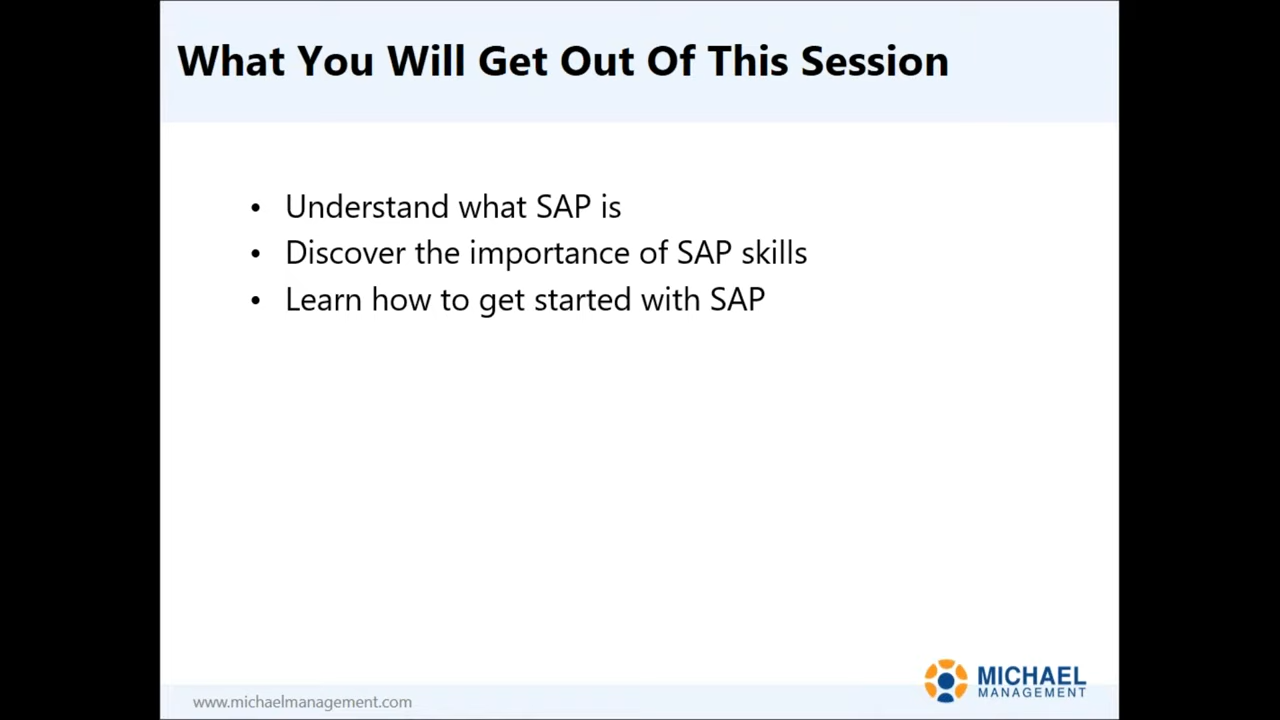 What You Will Get Out Of This Session
• Understand what SAP is
• Discover the importance of SAP skills
• Learn how to get started with SAP
www.michaelmanagement.com
MICHAEL
MANAGEMENT